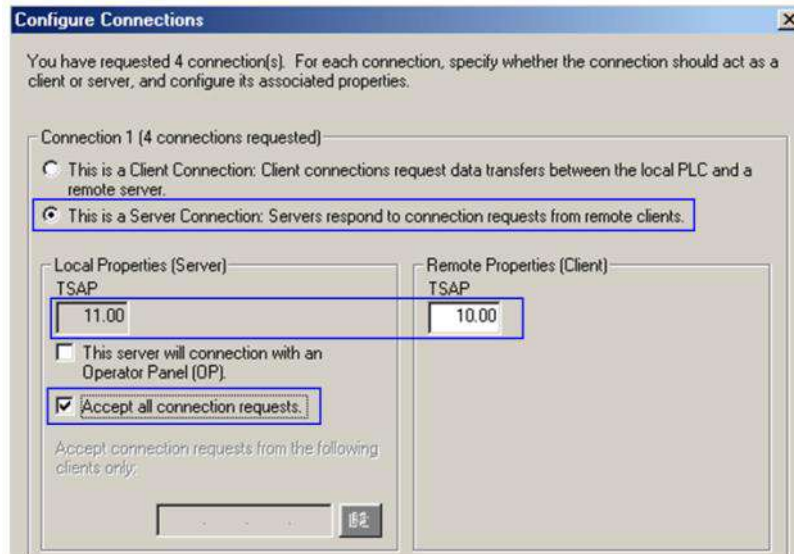 Configure Connections
You have requested 4 connection(s). For each connection, specify whether the connection should act as a
client or server, and configure its associated properties.
Connection 1 (4 connections requested)
This is a Client Connection: Client connections request data transfers between the local PLC and a
remote server.
This is a Server Connection: Servers respond to connection requests from remote clients.
Local Properties (Server)
TSAP
11.00
This server will connection with an
Operator Panel (OP).
Accept all connection requests.
Accept connection requests from the following
clients only:
. . .
Remote Properties (Client)
TSAP
10.00